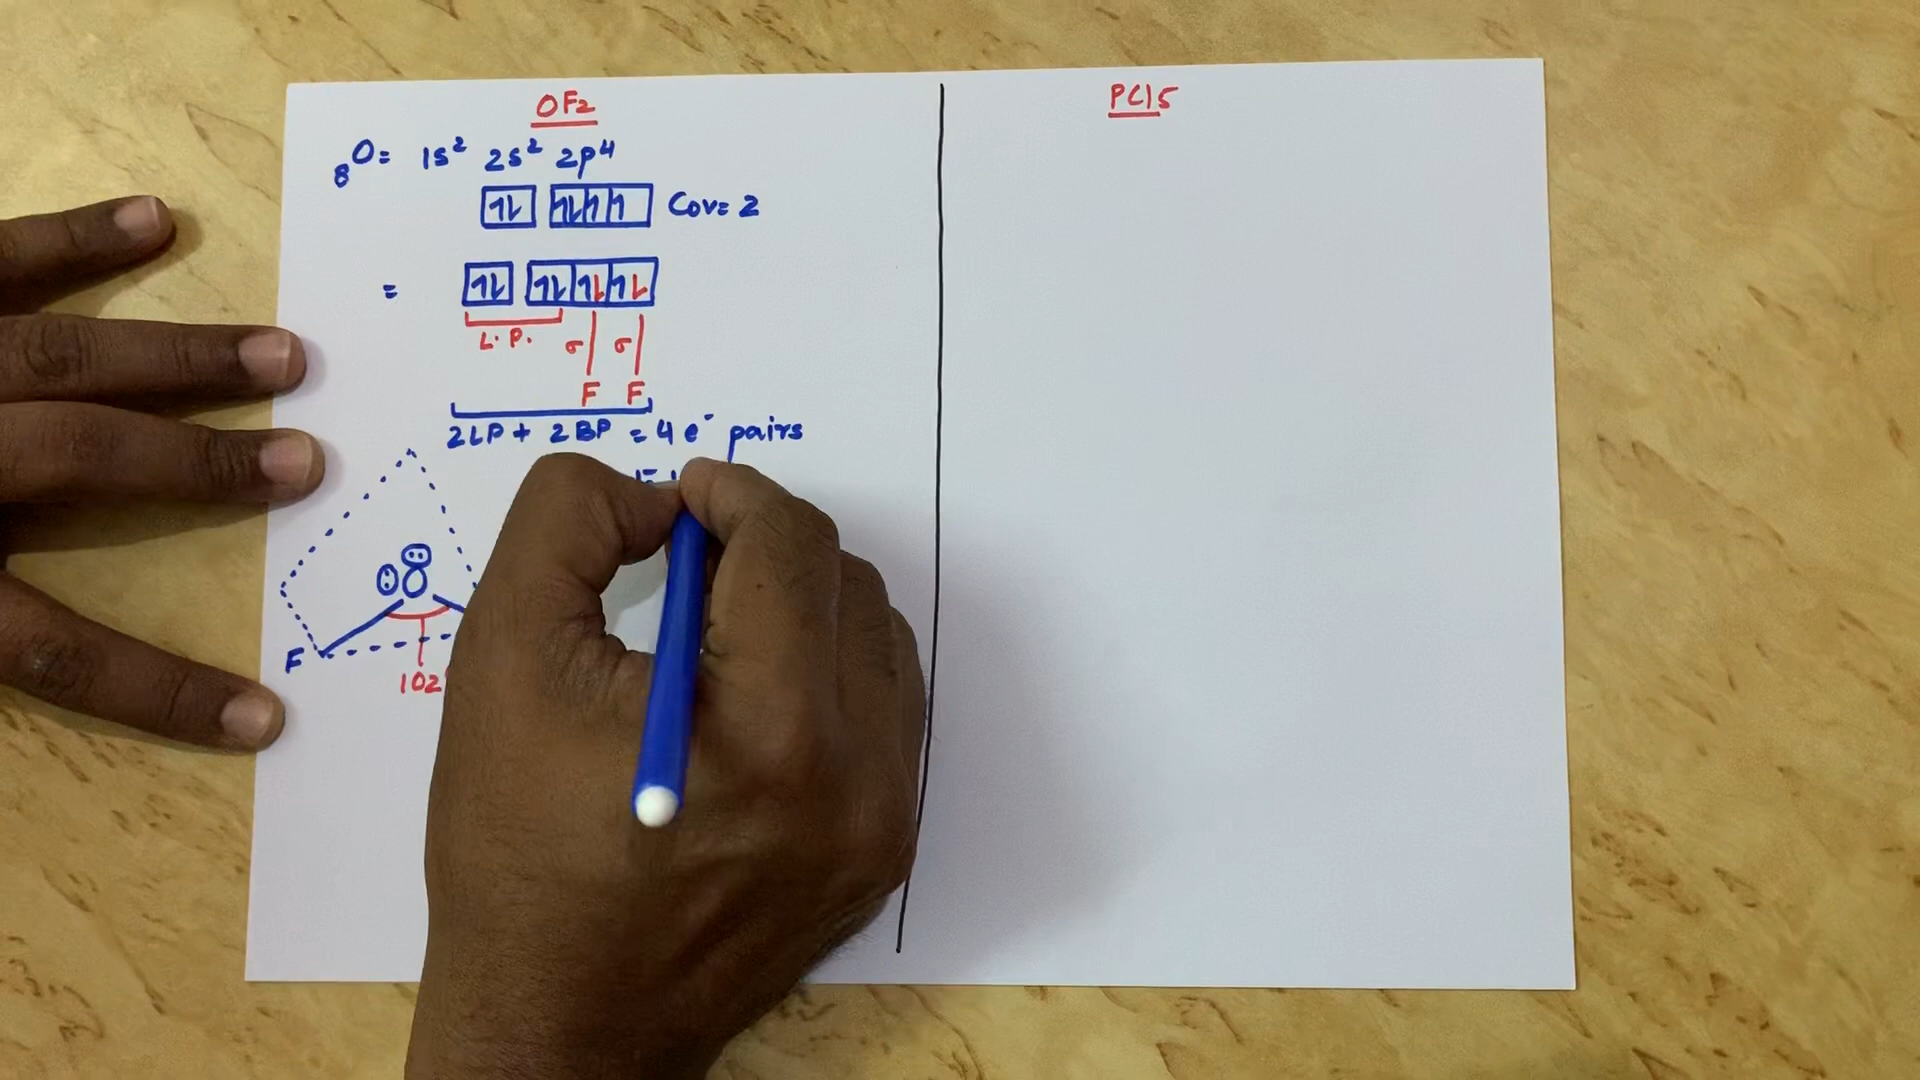 OF2
8O= 1s² 2s² 2p⁴
↿⇂ ↿⇂ ↿ ↿ Cov= 2
= ↿⇂ ↿⇂ ↿⇂ ↿⇂
L.P. σ σ
F F
2LP + 2BP = 4 e⁻ pairs
O
F
102
PCl5